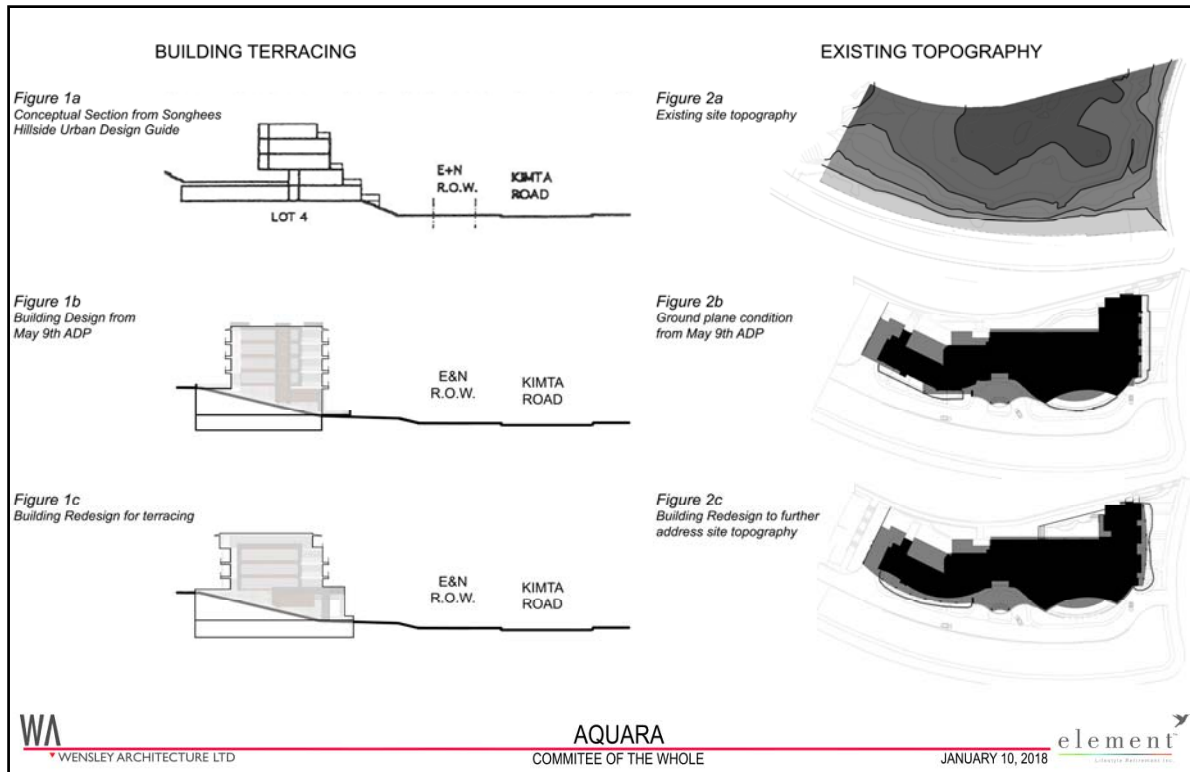 BUILDING TERRACING
Figure 1a
Conceptual Section from Songhees
Hillside Urban Design Guide
E+N
R.O.W.
KIMTA
ROAD
LOT 4
Figure 1b
Building Design from
May 9th ADP
E&N
R.O.W.
KIMTA
ROAD
Figure 1c
Building Redesign for terracing
E&N
R.O.W.
KIMTA
ROAD
EXISTING TOPOGRAPHY
Figure 2a
Existing site topography
Figure 2b
Ground plane condition
from May 9th ADP
Figure 2c
Building Redesign to further
address site topography
WA
WENSLEY ARCHITECTURE LTD
AQUARA
COMMITEE OF THE WHOLE
JANUARY 10, 2018
element
Lifestyle Retirement Inc.